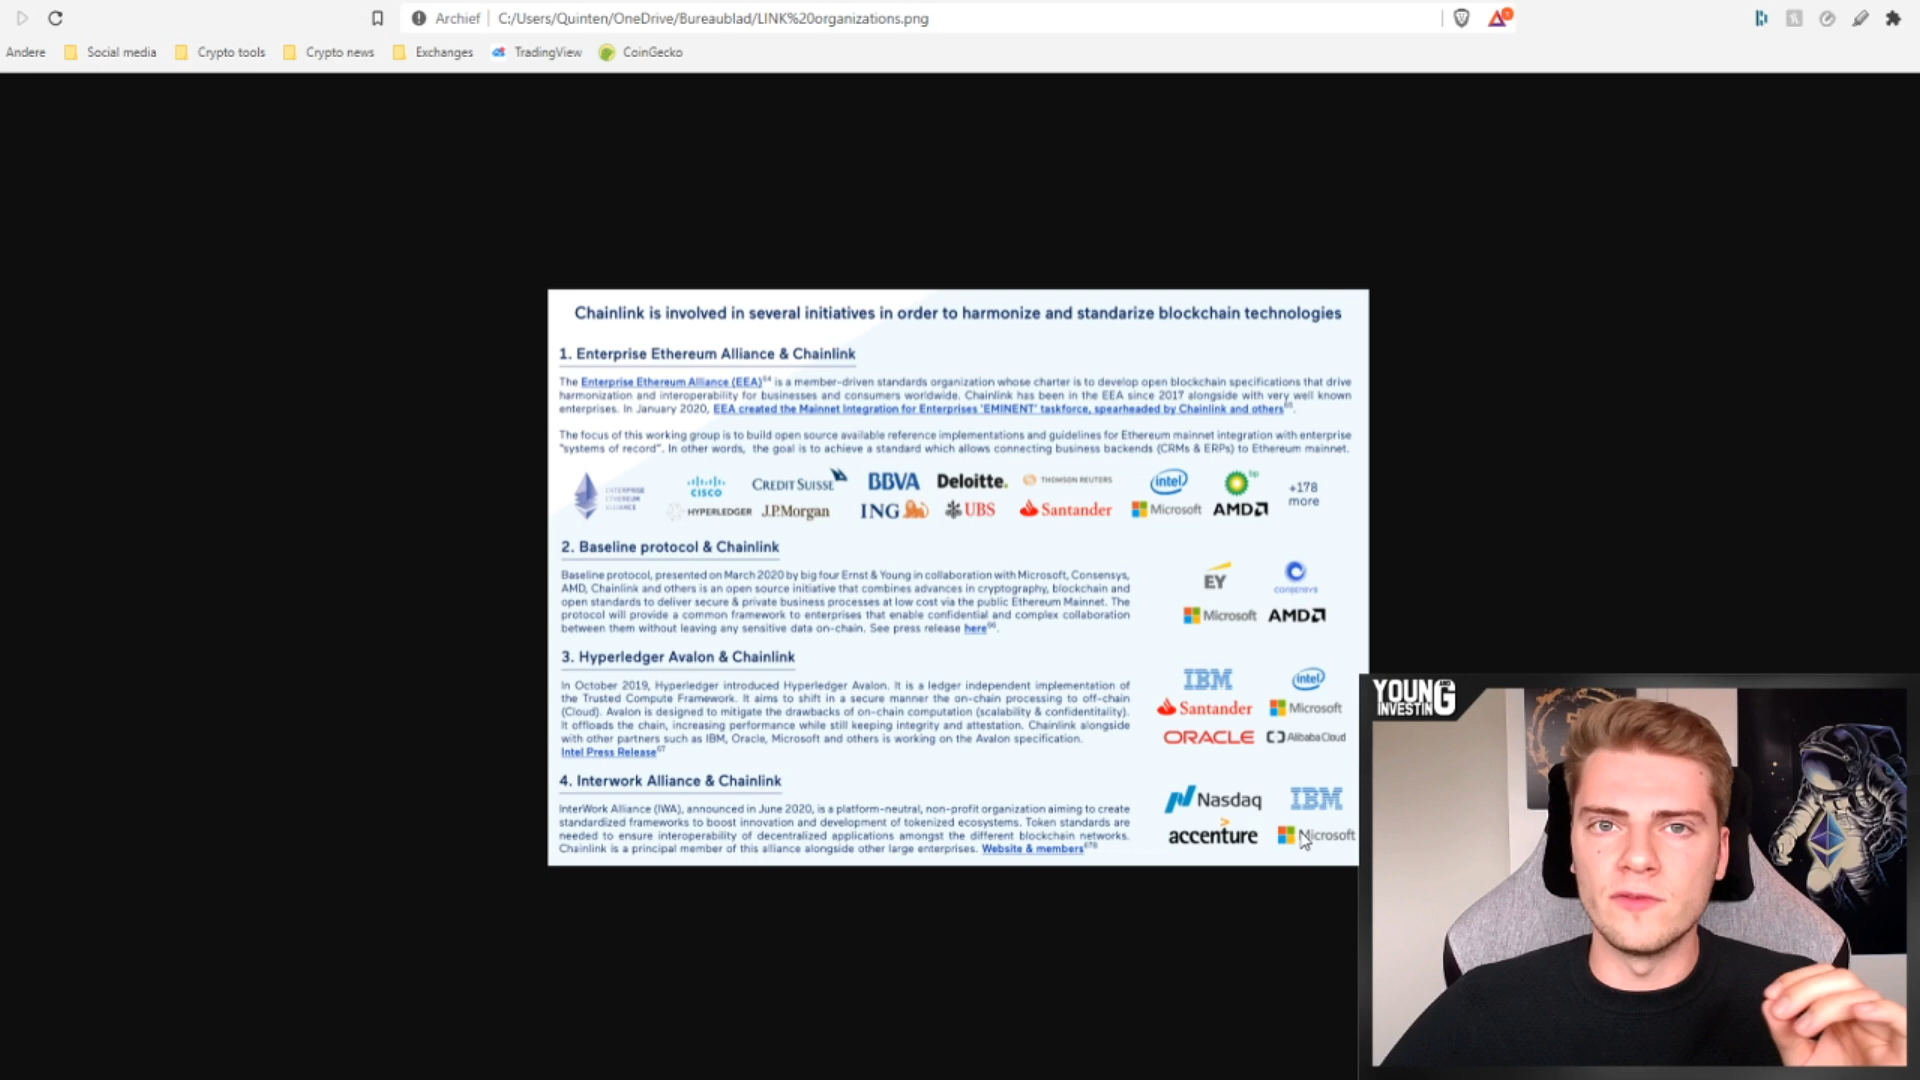 Archief C:/Users/Quinten/OneDrive/Bureaublad/LINK%20organizations.png
Andere Social media Crypto tools Crypto news Exchanges TradingView CoinGecko
Chainlink is involved in several initiatives in order to harmonize and standarize blockchain technologies
1. Enterprise Ethereum Alliance & Chainlink
The Enterprise Ethereum Alliance (EEA)64 is a member-driven standards organization whose charter is to develop open blockchain specifications that drive
harmonization and interoperability for businesses and consumers worldwide. Chainlink has been in the EEA since 2017 alongside with very well known
enterprises. In January 2020, EEA created the Mainnet Integration for Enterprises 'EMINENT' taskforce, spearheaded by Chainlink and others65.
The focus of this working group is to build open source available reference implementations and guidelines for Ethereum mainnet integration with enterprise
"systems of record". In other words, the goal is to achieve a standard which allows connecting business backends (CRMs & ERPs) to Ethereum mainnet.
ENTERPRISE
ETHEREUM
ALLIANCE
CISCO CREDIT SUISSE BBVA Deloitte. THOMSON REUTERS intel bp
HYPERLEDGER J.P.Morgan ING UBS Santander Microsoft AMD
+178
more
2. Baseline protocol & Chainlink
Baseline protocol, presented on March 2020 by big four Ernst & Young in collaboration with Microsoft, Consensys,
AMD, Chainlink and others is an open source initiative that combines advances in cryptography, blockchain and
open standards to deliver secure & private business processes at low cost via the public Ethereum Mainnet. The
protocol will provide a common framework to enterprises that enable confidential and complex collaboration
between them without leaving any sensitive data on-chain. See press release here66.
EY CONSENSYS
Microsoft AMD
3. Hyperledger Avalon & Chainlink
In October 2019, Hyperledger introduced Hyperledger Avalon. It is a ledger independent implementation of
the Trusted Compute Framework. It aims to shift in a secure manner the on-chain processing to off-chain
(Cloud). Avalon is designed to mitigate the drawbacks of on-chain computation (scalability & confidentitality).
It offloads the chain, increasing performance while still keeping integrity and attestation. Chainlink alongside
with other partners such as IBM, Oracle, Microsoft and others is working on the Avalon specification.
Intel Press Release67
IBM intel
Santander Microsoft
ORACLE Alibaba Cloud
4. Interwork Alliance & Chainlink
InterWork Alliance (IWA), announced in June 2020, is a platform-neutral, non-profit organization aiming to create
standardized frameworks to boost innovation and development of tokenized ecosystems. Token standards are
needed to ensure interoperability of decentralized applications amongst the different blockchain networks.
Chainlink is a principal member of this alliance alongside other large enterprises. Website & members
Nasdaq IBM
accenture Microsoft
YOUNG AND
INVESTING